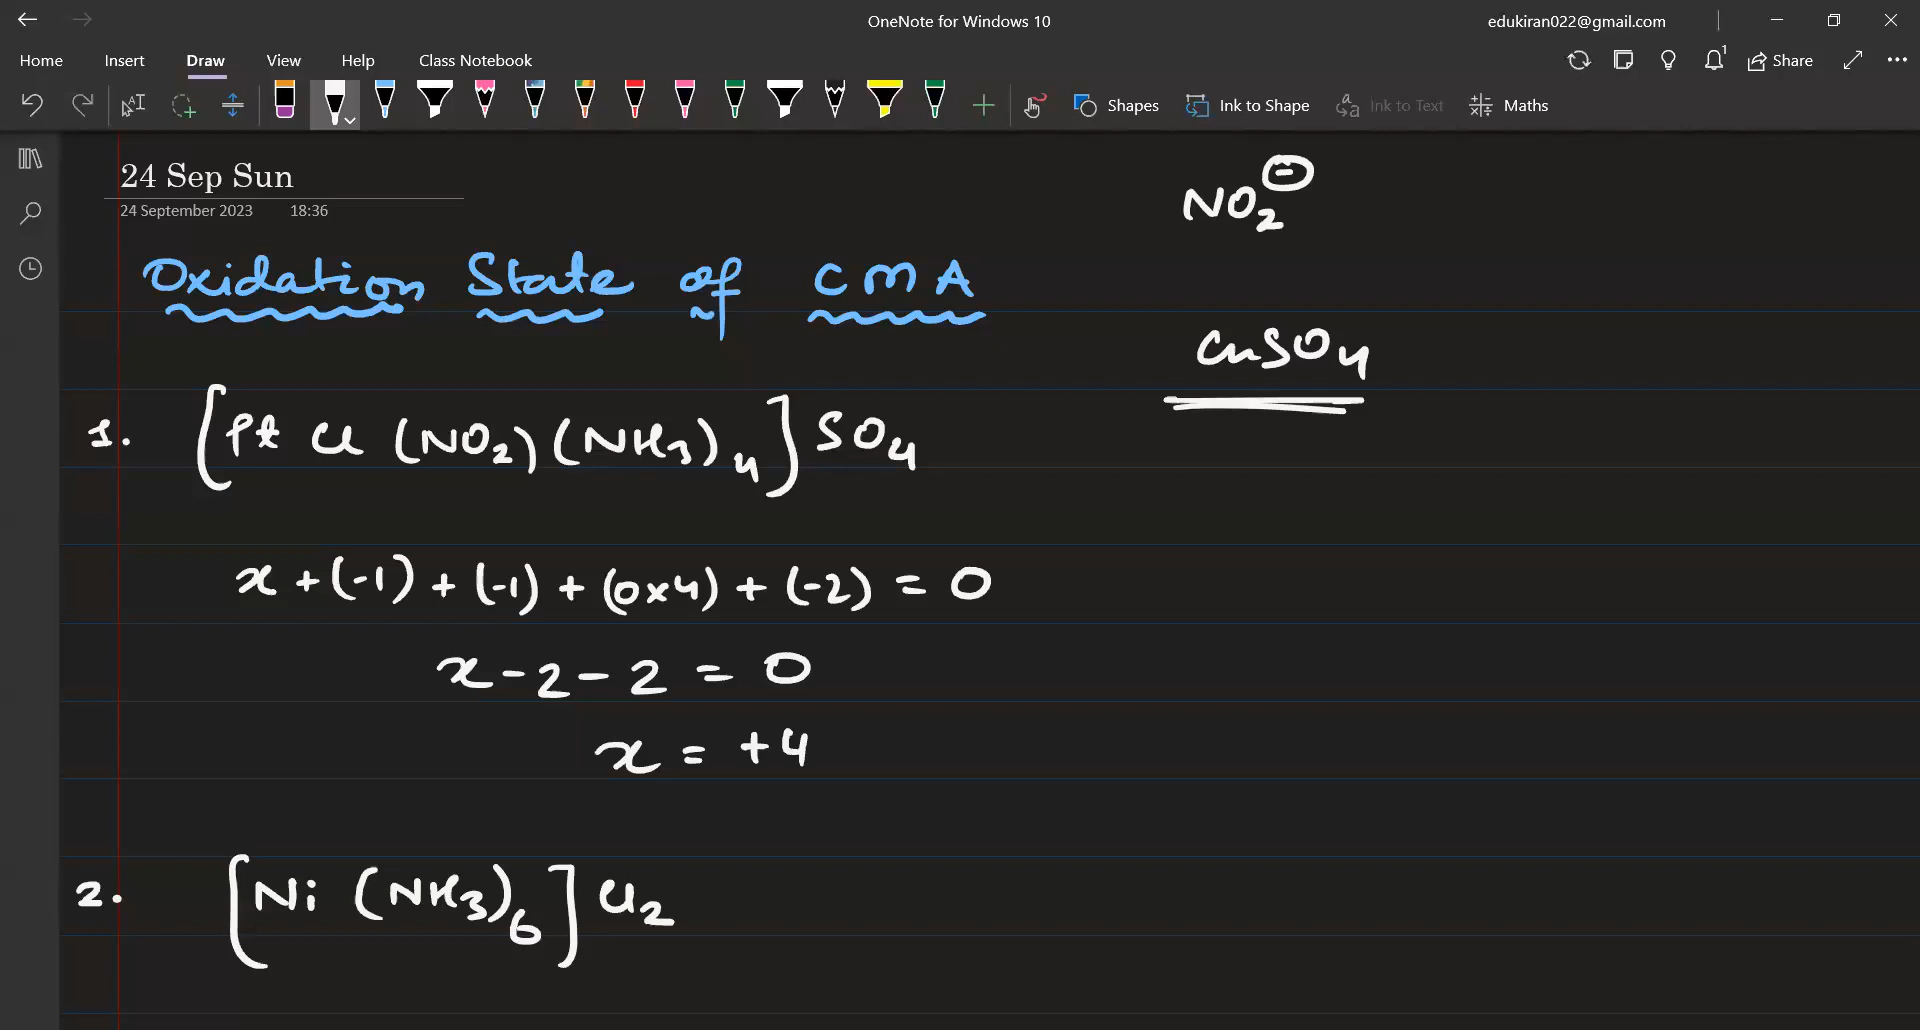 OneNote for Windows 10
edukiran022@gmail.com
Home Insert Draw View Help Class Notebook
1 Share
Shapes Ink to Shape Ink to Text Maths
24 Sep Sun
24 September 2023 18:36
NO₂⊖
Oxidation State of CMA
CuSO₄
1. [Pt Cl (NO₂)(NH₃)₄]SO₄
x + (-1) + (-1) + (0x4) + (-2) = 0
x - 2 - 2 = 0
x = +4
2. [Ni (NH₃)₆]Cl₂